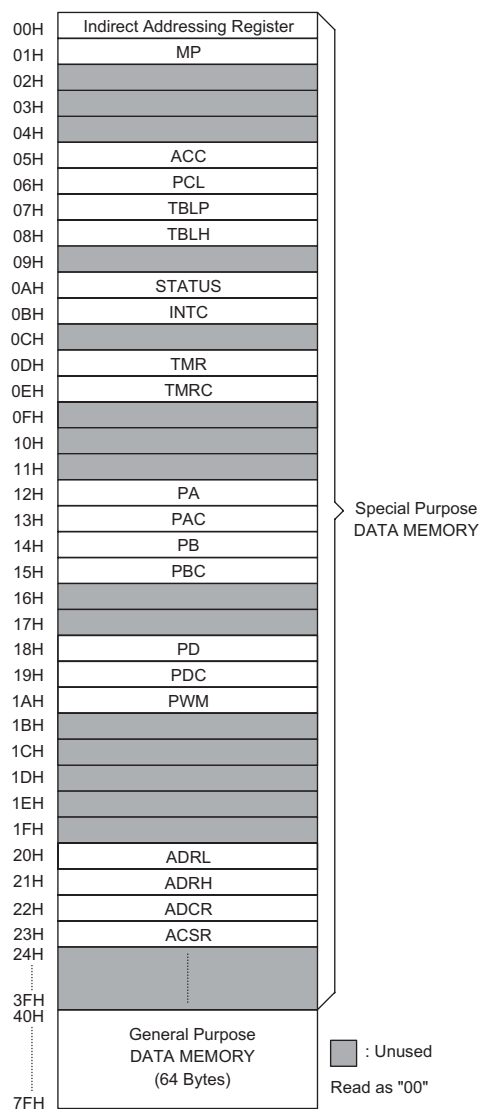 00H Indirect Addressing Register
01H MP
02H
03H
04H
05H ACC
06H PCL
07H TBLP
08H TBLH
09H
0AH STATUS
0BH INTC
0CH
0DH TMR
0EH TMRC
0FH
10H
11H
12H PA
13H PAC
14H PB
15H PBC
16H
17H
18H PD
19H PDC
1AH PWM
1BH
1CH
1DH
1EH
1FH
20H ADRL
21H ADRH
22H ADCR
23H ACSR
24H
3FH
40H
7FH
General Purpose
DATA MEMORY
(64 Bytes)
Special Purpose
DATA MEMORY
: Unused
Read as "00"